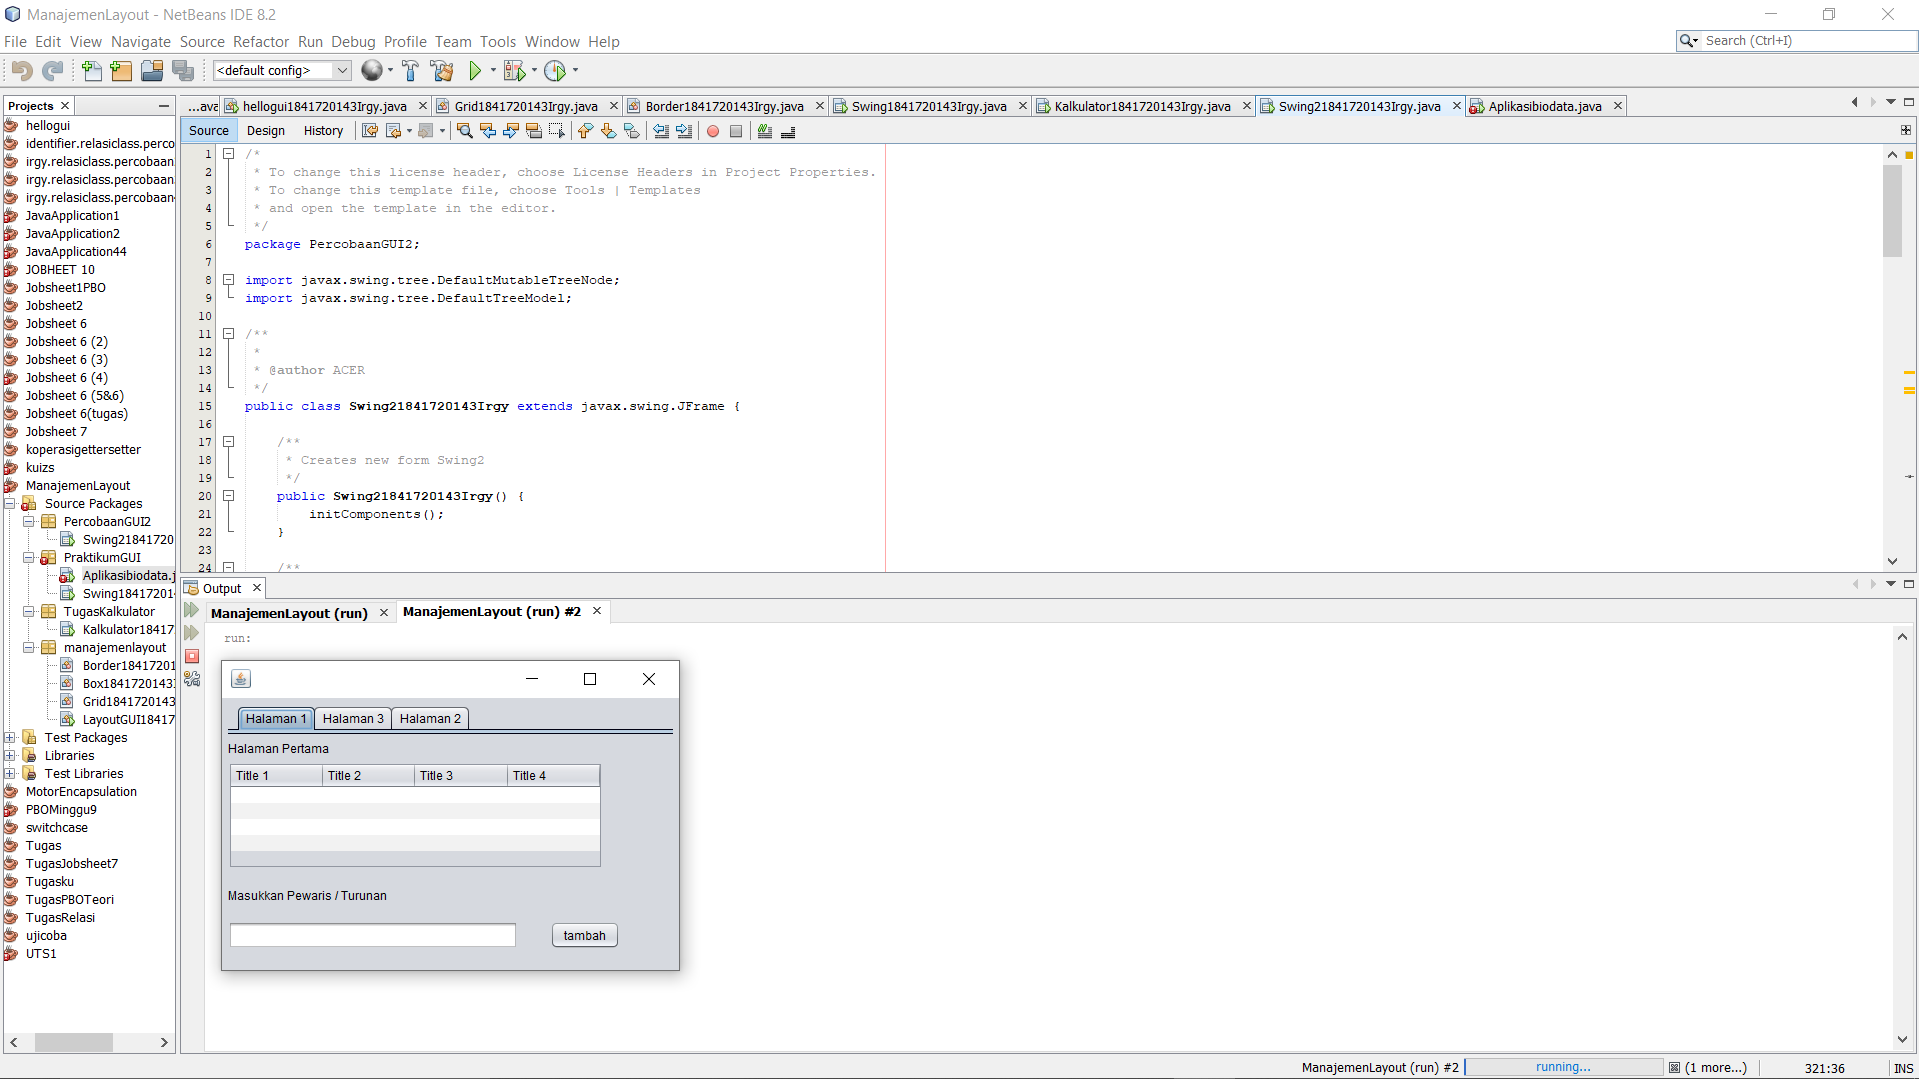 ManajemenLayout - NetBeans IDE 8.2
File Edit View Navigate Source Refactor Run Debug Profile Team Tools Window Help
Search (Ctrl+I)
<default config>
Projects
...ava hellogui1841720143Irgy.java Grid1841720143Irgy.java Border1841720143Irgy.java Swing1841720143Irgy.java Kalkulator1841720143Irgy.java Swing21841720143Irgy.java Aplikasibiodata.java
Source Design History
hellogui
identifier.relasiclass.perco
irgy.relasiclass.percobaan
irgy.relasiclass.percobaan
irgy.relasiclass.percobaan
JavaApplication1
JavaApplication2
JavaApplication44
JOBHEET 10
Jobsheet1PBO
Jobsheet2
Jobsheet 6
Jobsheet 6 (2)
Jobsheet 6 (3)
Jobsheet 6 (4)
Jobsheet 6 (5&6)
Jobsheet 6(tugas)
Jobsheet 7
koperasigettersetter
kuizs
ManajemenLayout
Source Packages
PercobaanGUI2
Swing21841720
PraktikumGUI
Aplikasibiodata.j
Swing18417201
TugasKalkulator
Kalkulator18417
manajemenlayout
Border18417201
Box1841720143I
Grid1841720143
LayoutGUI18417
Test Packages
Libraries
Test Libraries
MotorEncapsulation
PBOMinggu9
switchcase
Tugas
TugasJobsheet7
Tugasku
TugasPBOTeori
TugasRelasi
ujicoba
UTS1
1 /*
2 * To change this license header, choose License Headers in Project Properties.
3 * To change this template file, choose Tools | Templates
4 * and open the template in the editor.
5 */
6 package PercobaanGUI2;
7
8 import javax.swing.tree.DefaultMutableTreeNode;
9 import javax.swing.tree.DefaultTreeModel;
10
11 /**
12 *
13 * @author ACER
14 */
15 public class Swing21841720143Irgy extends javax.swing.JFrame {
16
17 /**
18 * Creates new form Swing2
19 */
20 public Swing21841720143Irgy() {
21 initComponents();
22 }
23
24 /**
Output
ManajemenLayout (run) ManajemenLayout (run) #2
run:
Halaman 1 Halaman 3 Halaman 2
Halaman Pertama
Title 1 Title 2 Title 3 Title 4
Masukkan Pewaris / Turunan
tambah
ManajemenLayout (run) #2 running... (1 more...) 321:36 INS